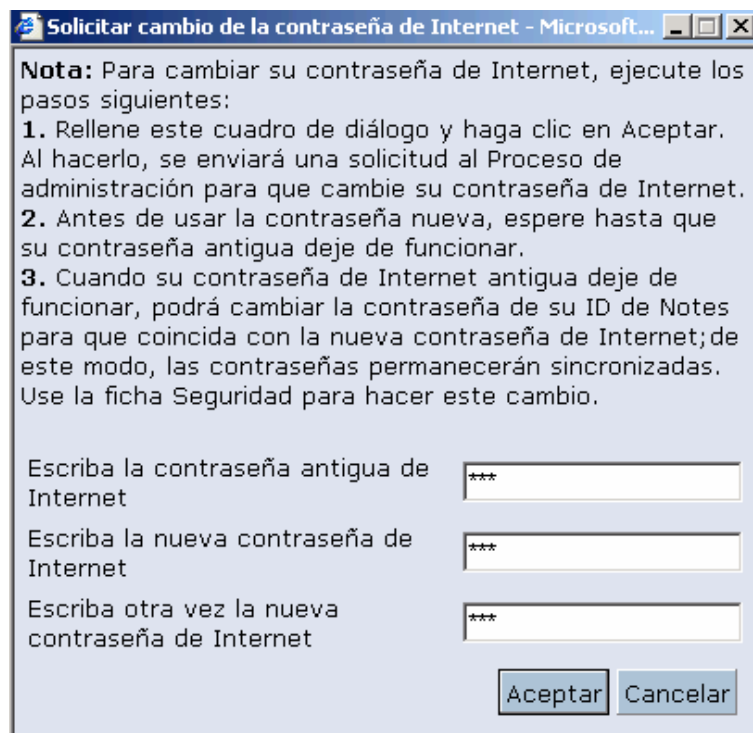 Solicitar cambio de la contraseña de Internet - Microsoft...
Nota: Para cambiar su contraseña de Internet, ejecute los
pasos siguientes:
1. Rellene este cuadro de diálogo y haga clic en Aceptar.
Al hacerlo, se enviará una solicitud al Proceso de
administración para que cambie su contraseña de Internet.
2. Antes de usar la contraseña nueva, espere hasta que
su contraseña antigua deje de funcionar.
3. Cuando su contraseña de Internet antigua deje de
funcionar, podrá cambiar la contraseña de su ID de Notes
para que coincida con la nueva contraseña de Internet; de
este modo, las contraseñas permanecerán sincronizadas.
Use la ficha Seguridad para hacer este cambio.
Escriba la contraseña antigua de
Internet
***
Escriba la nueva contraseña de
Internet
***
Escriba otra vez la nueva
contraseña de Internet
***
Aceptar Cancelar